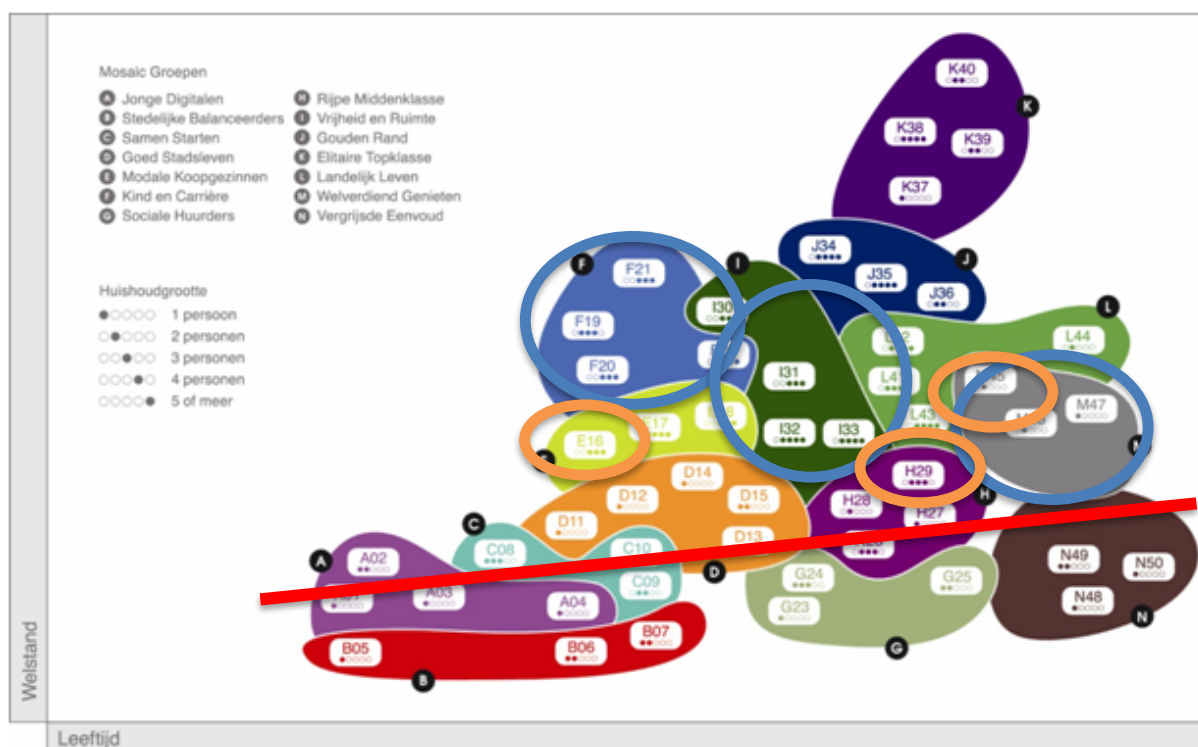 Mosaic Groepen
A Jonge Digitalen
B Stedelijke Balanceerders
C Samen Starten
D Goed Stadsleven
E Modale Koopgezinnen
F Kind en Carrière
G Sociale Huurders
H Rijpe Middenklasse
I Vrijheid en Ruimte
J Gouden Rand
K Elitaire Topklasse
L Landelijk Leven
M Welverdiend Genieten
N Vergrijsde Eenvoud
Huishoudgrootte
1 persoon
2 personen
3 personen
4 personen
5 of meer
K40
K
K38
K39
K37
J34
J
J35
J36
F
F21
I
I30
F19
F20
L44
L
L43
I31
I32
I33
M47
E16
E17
H29
H
H28
H27
D14
D12
D15
D11
D13
D
C
C08
C10
C09
A
A02
A03
A04
B05
B06
B07
B
G24
G25
G23
G
N49
N50
N48
N
Welstand
Leeftijd